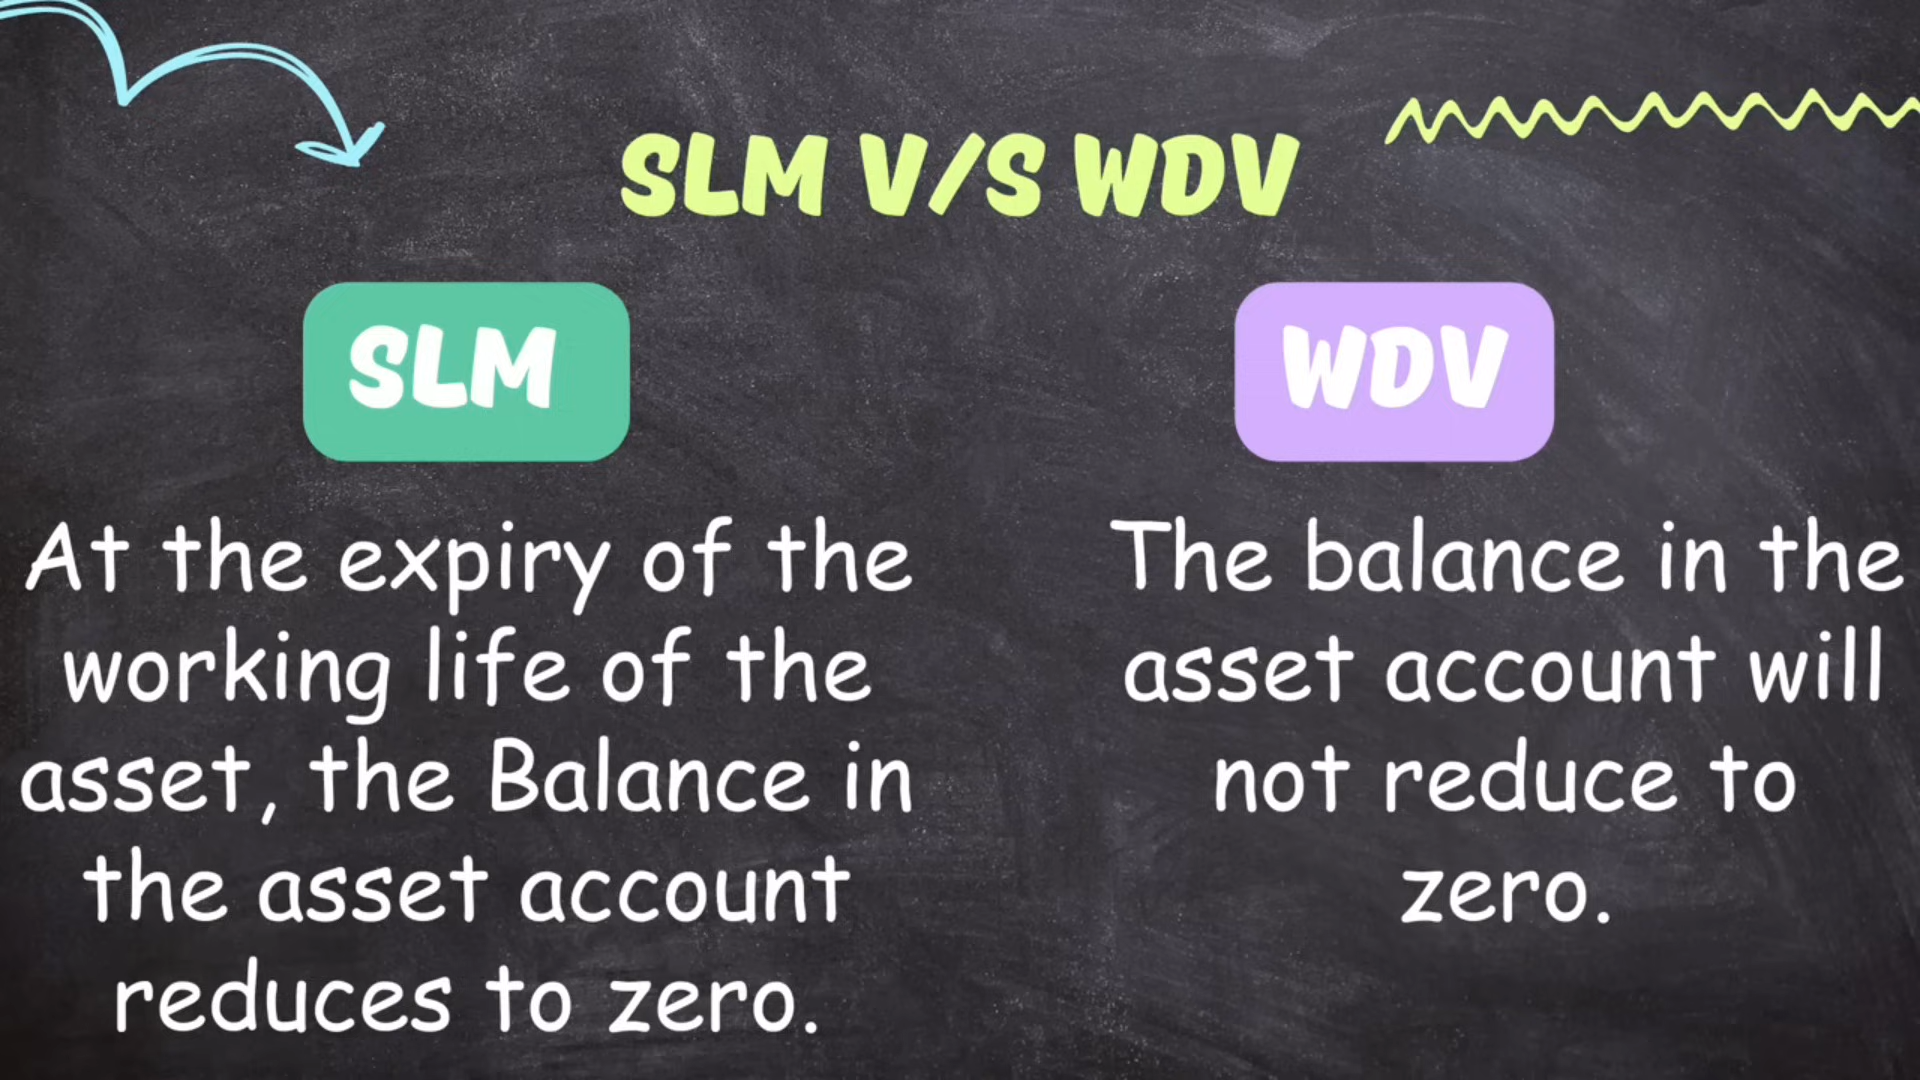 SLM V/S WDV
SLM
At the expiry of the
working life of the
asset, the Balance in
the asset account
reduces to zero.
WDV
The balance in the
asset account will
not reduce to
zero.